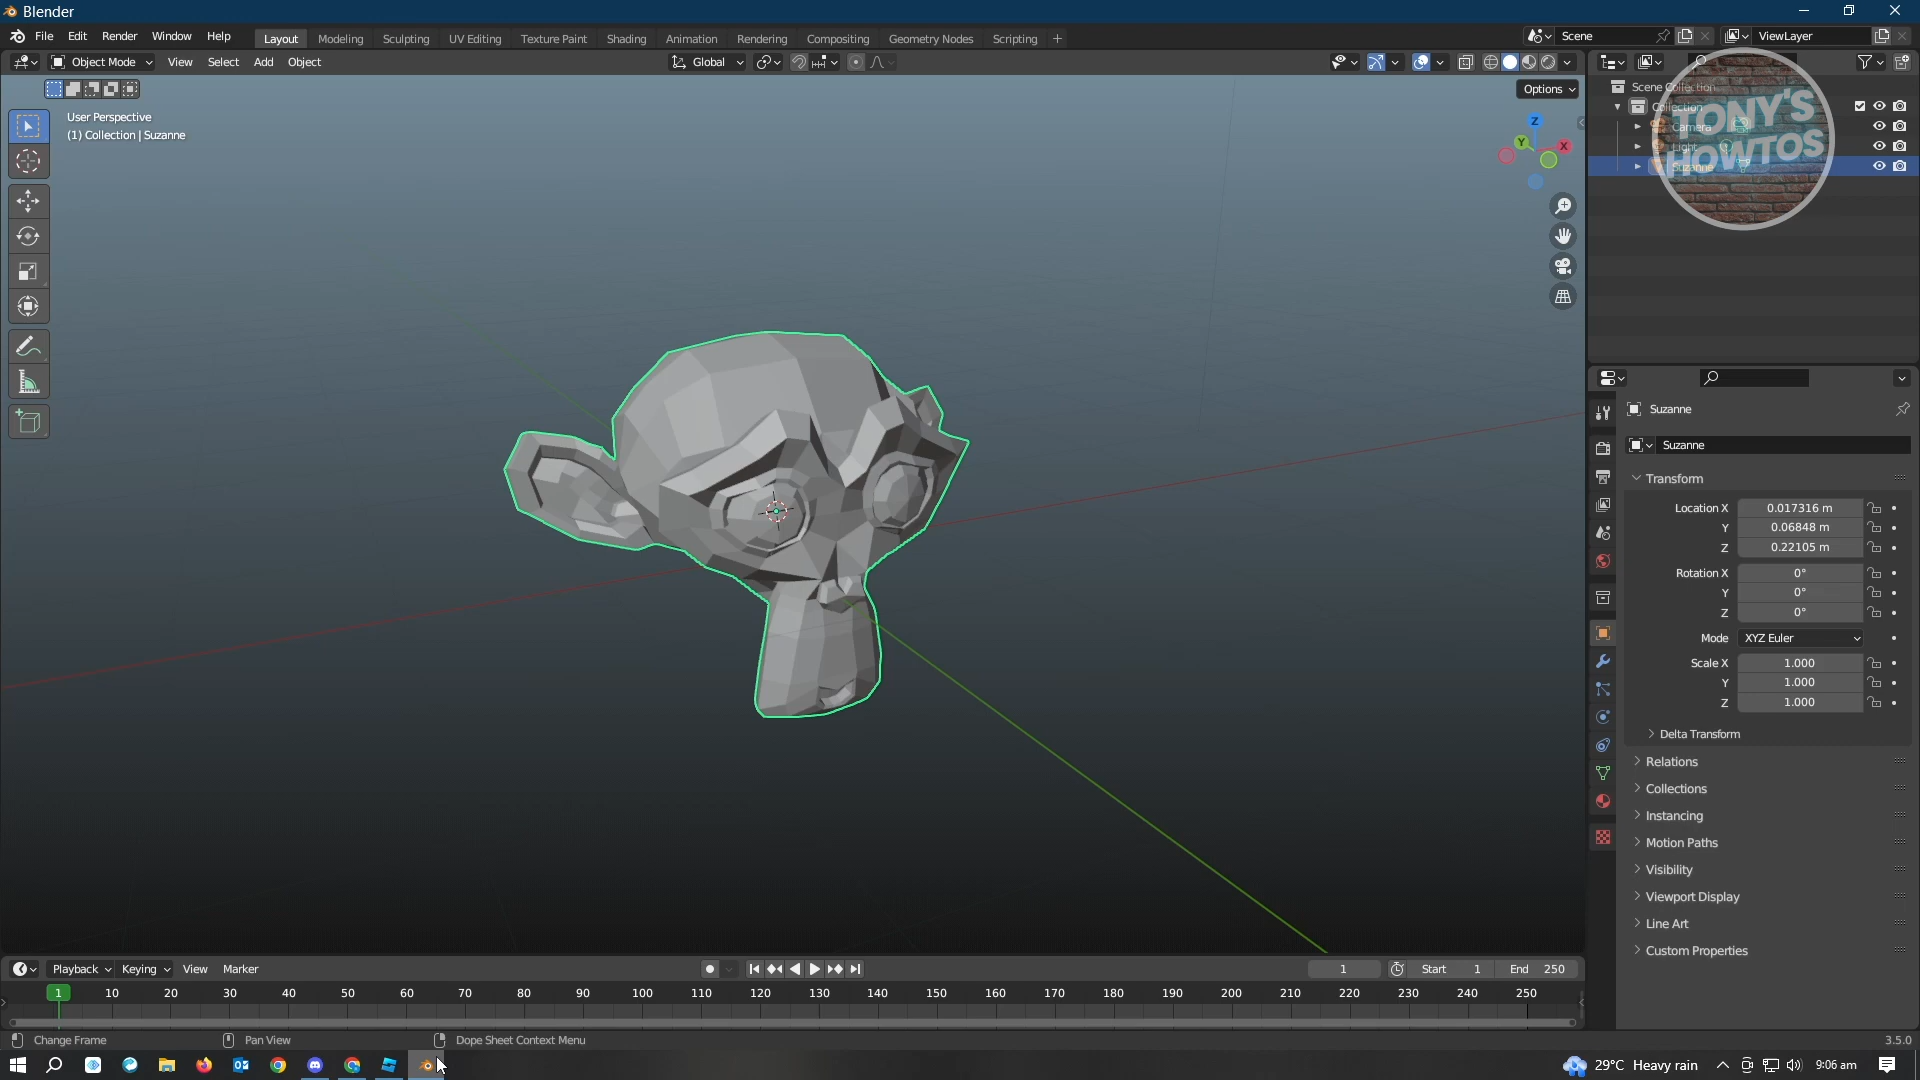 Blender
File Edit Render Window Help Layout Modeling Sculpting UV Editing Texture Paint Shading Animation Rendering Compositing Geometry Nodes Scripting + Scene ViewLayer
Object Mode View Select Add Object Global
Options
User Perspective
(1) Collection | Suzanne
Z
Y X
Scene Collection
Collection
Camera
Light
Suzanne
TONY'S
HOWTOS
Suzanne
Suzanne
Transform
Location X 0.017316 m
Y 0.06848 m
Z 0.22105 m
Rotation X 0°
Y 0°
Z 0°
Mode XYZ Euler
Scale X 1.000
Y 1.000
Z 1.000
Delta Transform
Relations
Collections
Instancing
Motion Paths
Visibility
Viewport Display
Line Art
Custom Properties
Playback Keying View Marker 1 Start 1 End 250
1 10 20 30 40 50 60 70 80 90 100 110 120 130 140 150 160 170 180 190 200 210 220 230 240 250
Change Frame Pan View Dope Sheet Context Menu 3.5.0
29°C Heavy rain 9:06 am